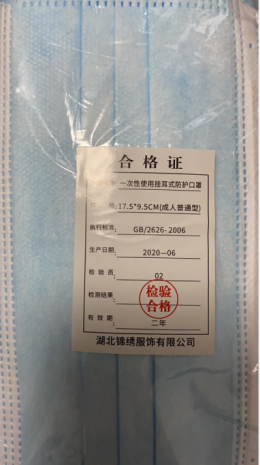 合格证
一次性使用挂耳式防护口罩
17.5*9.5CM(成人普通型)
执行标准: GB/2626-2006
生产日期: 2020-06
检验员: 02
检测结果: 检验合格
有效期: 二年
湖北锦绣服饰有限公司